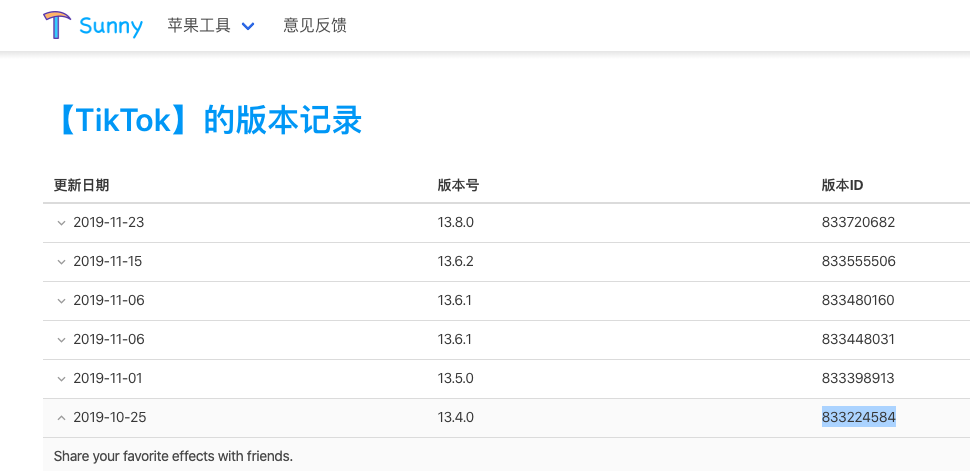 Sunny 苹果工具 意见反馈
【TikTok】的版本记录
更新日期 版本号 版本ID
2019-11-23 13.8.0 833720682
2019-11-15 13.6.2 833555506
2019-11-06 13.6.1 833480160
2019-11-06 13.6.1 833448031
2019-11-01 13.5.0 833398913
2019-10-25 13.4.0 833224584
Share your favorite effects with friends.